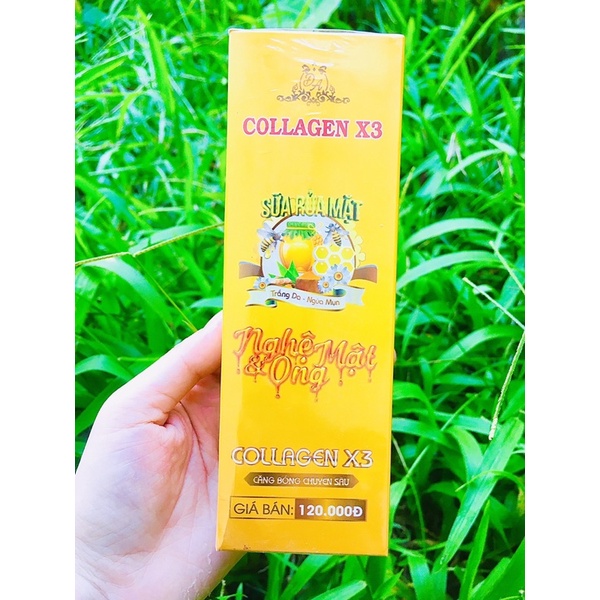 COLLAGEN X3
SỮA RỬA MẶT
Trắng Da - Ngừa Mụn
Nghệ Mật
& Ong
COLLAGEN X3
CĂNG BÓNG CHUYÊN SÂU
GIÁ BÁN: 120.000Đ